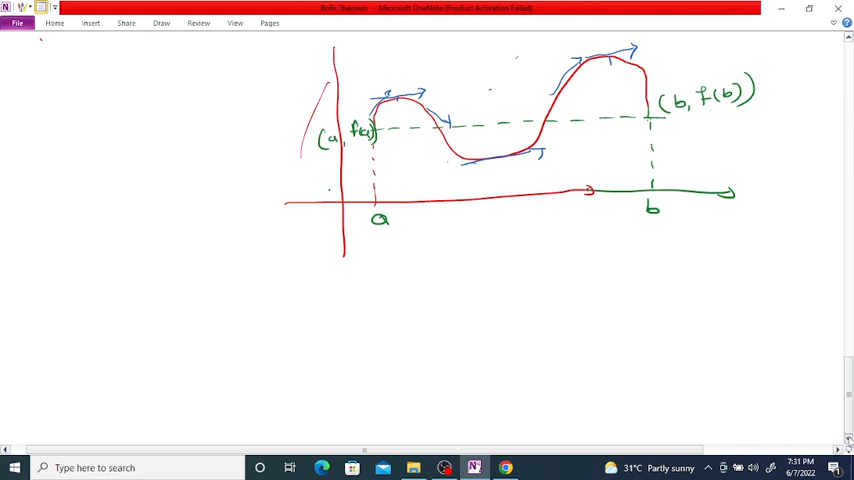 Rolls Theorem - Microsoft OneNote (Product Activation Failed)
File Home Insert Share Draw Review View Pages
(b, f(b))
(a, f(a))
a
b
Type here to search
31°C Partly sunny
7:31 PM
6/7/2022